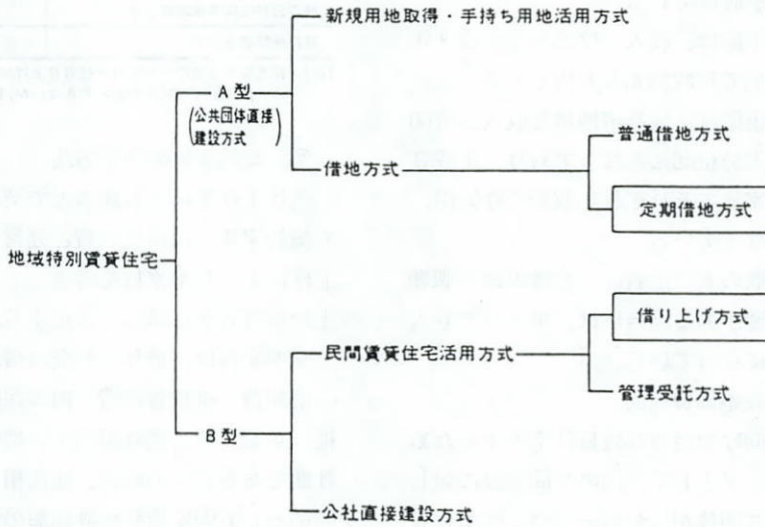 新規用地取得・手持ち用地活用方式
A型
(公共団体直接
建設方式)
普通借地方式
借地方式
定期借地方式
地域特別賃貸住宅
借り上げ方式
民間賃貸住宅活用方式
管理受託方式
B型
公社直接建設方式